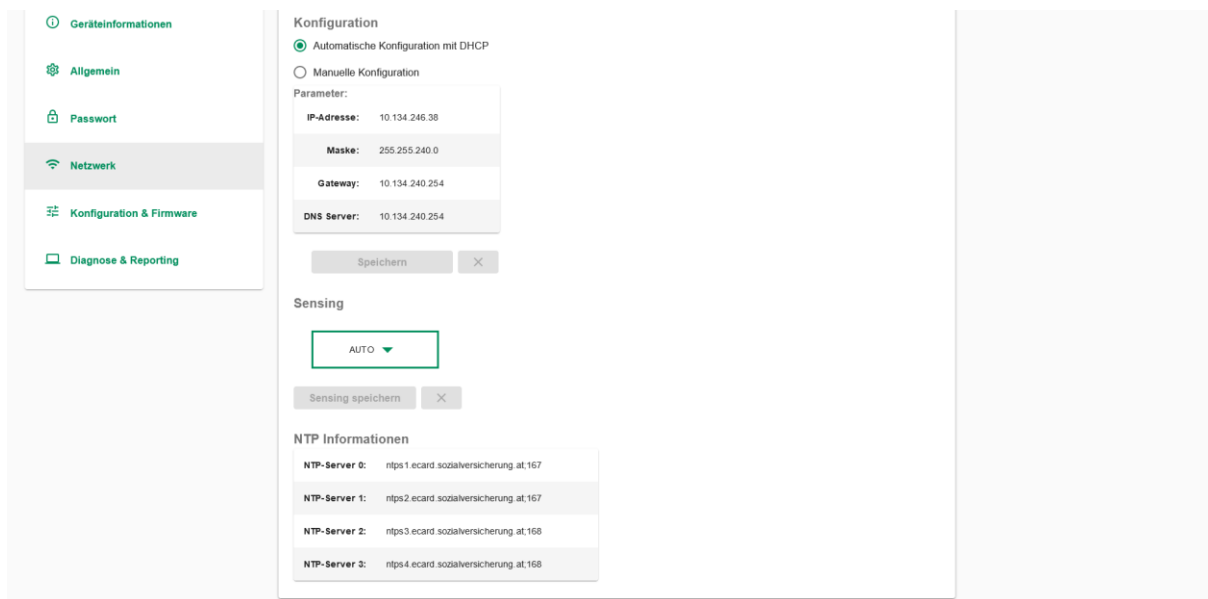 Geräteinformationen
Allgemein
Passwort
Netzwerk
Konfiguration & Firmware
Diagnose & Reporting
Konfiguration
Automatische Konfiguration mit DHCP
Manuelle Konfiguration
Parameter:
IP-Adresse: 10.134.246.38
Maske: 255.255.240.0
Gateway: 10.134.240.254
DNS Server: 10.134.240.254
Speichern
Sensing
AUTO
Sensing speichern
NTP Informationen
NTP-Server 0: ntps1.ecard.sozialversicherung.at;167
NTP-Server 1: ntps2.ecard.sozialversicherung.at;167
NTP-Server 2: ntps3.ecard.sozialversicherung.at;168
NTP-Server 3: ntps4.ecard.sozialversicherung.at;168